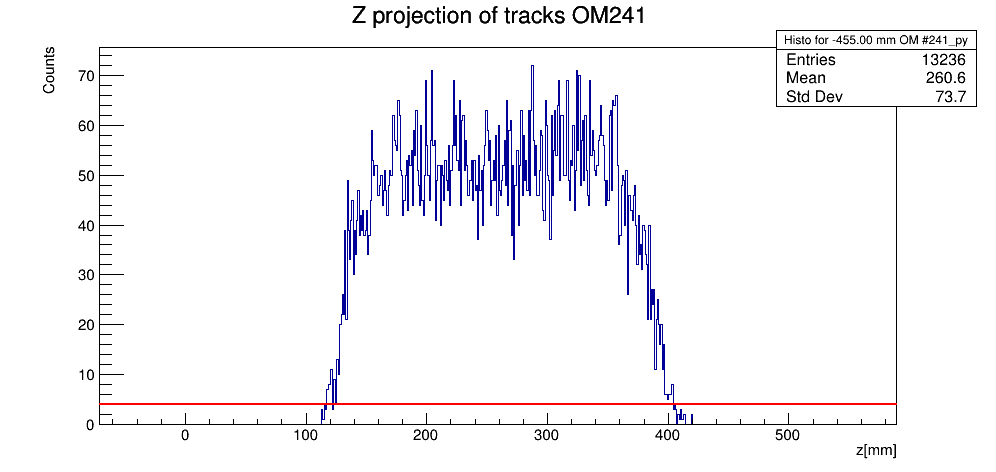 Z projection of tracks OM241
Histo for -455.00 mm OM #241_py
Entries 13236
Mean 260.6
Std Dev 73.7
Counts
70
60
50
40
30
20
10
0
0 100 200 300 400 500
z[mm]